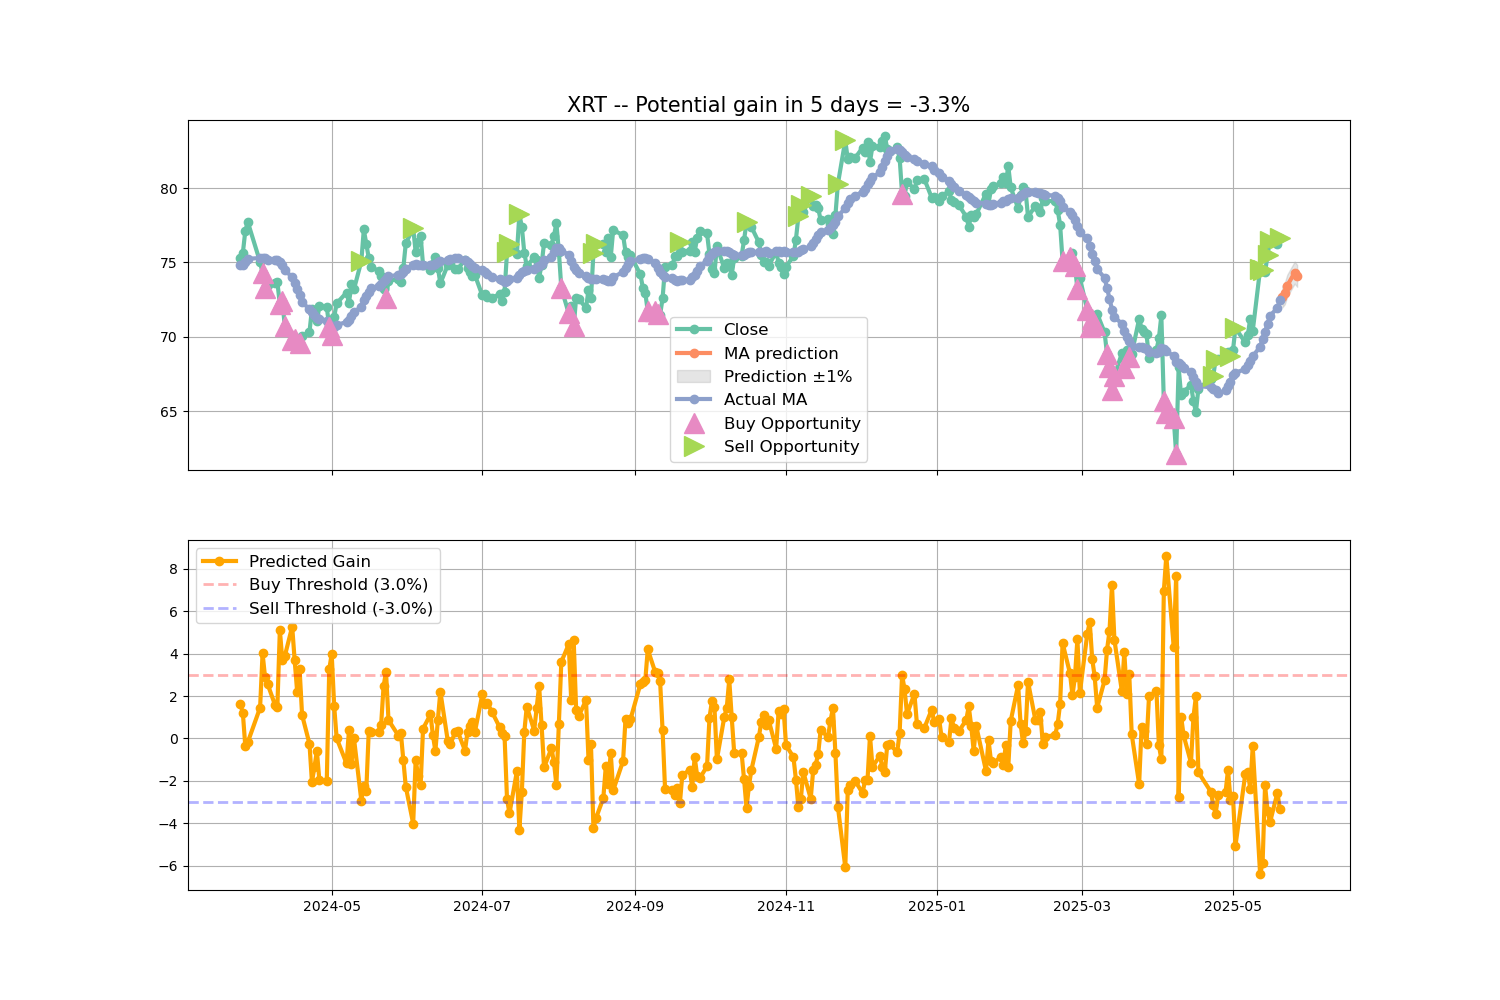 XRT -- Potential gain in 5 days = -3.3%
80
75
70
65
Close
MA prediction
Prediction ±1%
Actual MA
Buy Opportunity
Sell Opportunity
8
6
4
2
0
−2
−4
−6
Predicted Gain
Buy Threshold (3.0%)
Sell Threshold (-3.0%)
2024-05 2024-07 2024-09 2024-11 2025-01 2025-03 2025-05